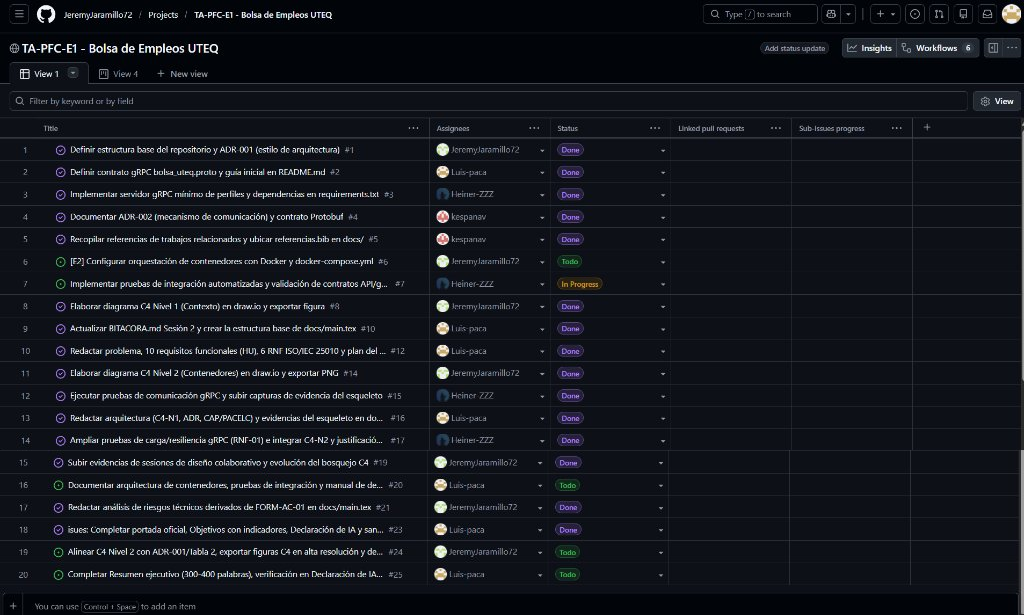 JeremyJaramillo72 / Projects / TA-PFC-E1 - Bolsa de Empleos UTEQ Type / to search
TA-PFC-E1 - Bolsa de Empleos UTEQ Add status update Insights Workflows 6
View 1 View 4 + New view
Filter by keyword or by field View
Title Assignees Status Linked pull requests Sub-issues progress
1 Definir estructura base del repositorio y ADR-001 (estilo de arquitectura) #1 JeremyJaramillo72 Done
2 Definir contrato gRPC bolsa_uteq.proto y guía inicial en README.md #2 Luis-paca Done
3 Implementar servidor gRPC mínimo de perfiles y dependencias en requirements.txt #3 Heiner-ZZZ Done
4 Documentar ADR-002 (mecanismo de comunicación) y contrato Protobuf #4 kespanav Done
5 Recopilar referencias de trabajos relacionados y ubicar referencias.bib en docs/ #5 kespanav Done
6 [E2] Configurar orquestación de contenedores con Docker y docker-compose.yml #6 JeremyJaramillo72 Todo
7 Implementar pruebas de integración automatizadas y validación de contratos API/g... #7 Heiner-ZZZ In Progress
8 Elaborar diagrama C4 Nivel 1 (Contexto) en draw.io y exportar figura #8 JeremyJaramillo72 Done
9 Actualizar BITACORA.md Sesión 2 y crear la estructura base de docs/main.tex #10 Luis-paca Done
10 Redactar problema, 10 requisitos funcionales (HU), 6 RNF ISO/IEC 25010 y plan del ... #12 Luis-paca Done
11 Elaborar diagrama C4 Nivel 2 (Contenedores) en draw.io y exportar PNG #14 JeremyJaramillo72 Done
12 Ejecutar pruebas de comunicación gRPC y subir capturas de evidencia del esqueleto #15 Heiner-ZZZ Done
13 Redactar arquitectura (C4-N1, ADR, CAP/PACELC) y evidencias del esqueleto en do... #16 Luis-paca Done
14 Ampliar pruebas de carga/resiliencia gRPC (RNF-01) e integrar C4-N2 y justificació... #17 Heiner-ZZZ Done
15 Subir evidencias de sesiones de diseño colaborativo y evolución del bosquejo C4 #19 JeremyJaramillo72 Done
16 Documentar arquitectura de contenedores, pruebas de integración y manual de de... #20 Luis-paca Todo
17 Redactar análisis de riesgos técnicos derivados de FORM-AC-01 en docs/main.tex #21 JeremyJaramillo72 Done
18 isues: Completar portada oficial, Objetivos con indicadores, Declaración de IA y san... #23 Luis-paca Done
19 Alinear C4 Nivel 2 con ADR-001/Tabla 2, exportar figuras C4 en alta resolución y de... #24 JeremyJaramillo72 Todo
20 Completar Resumen ejecutivo (300-400 palabras), verificación en Declaración de IA... #25 Luis-paca Todo
+ You can use Control + Space to add an item